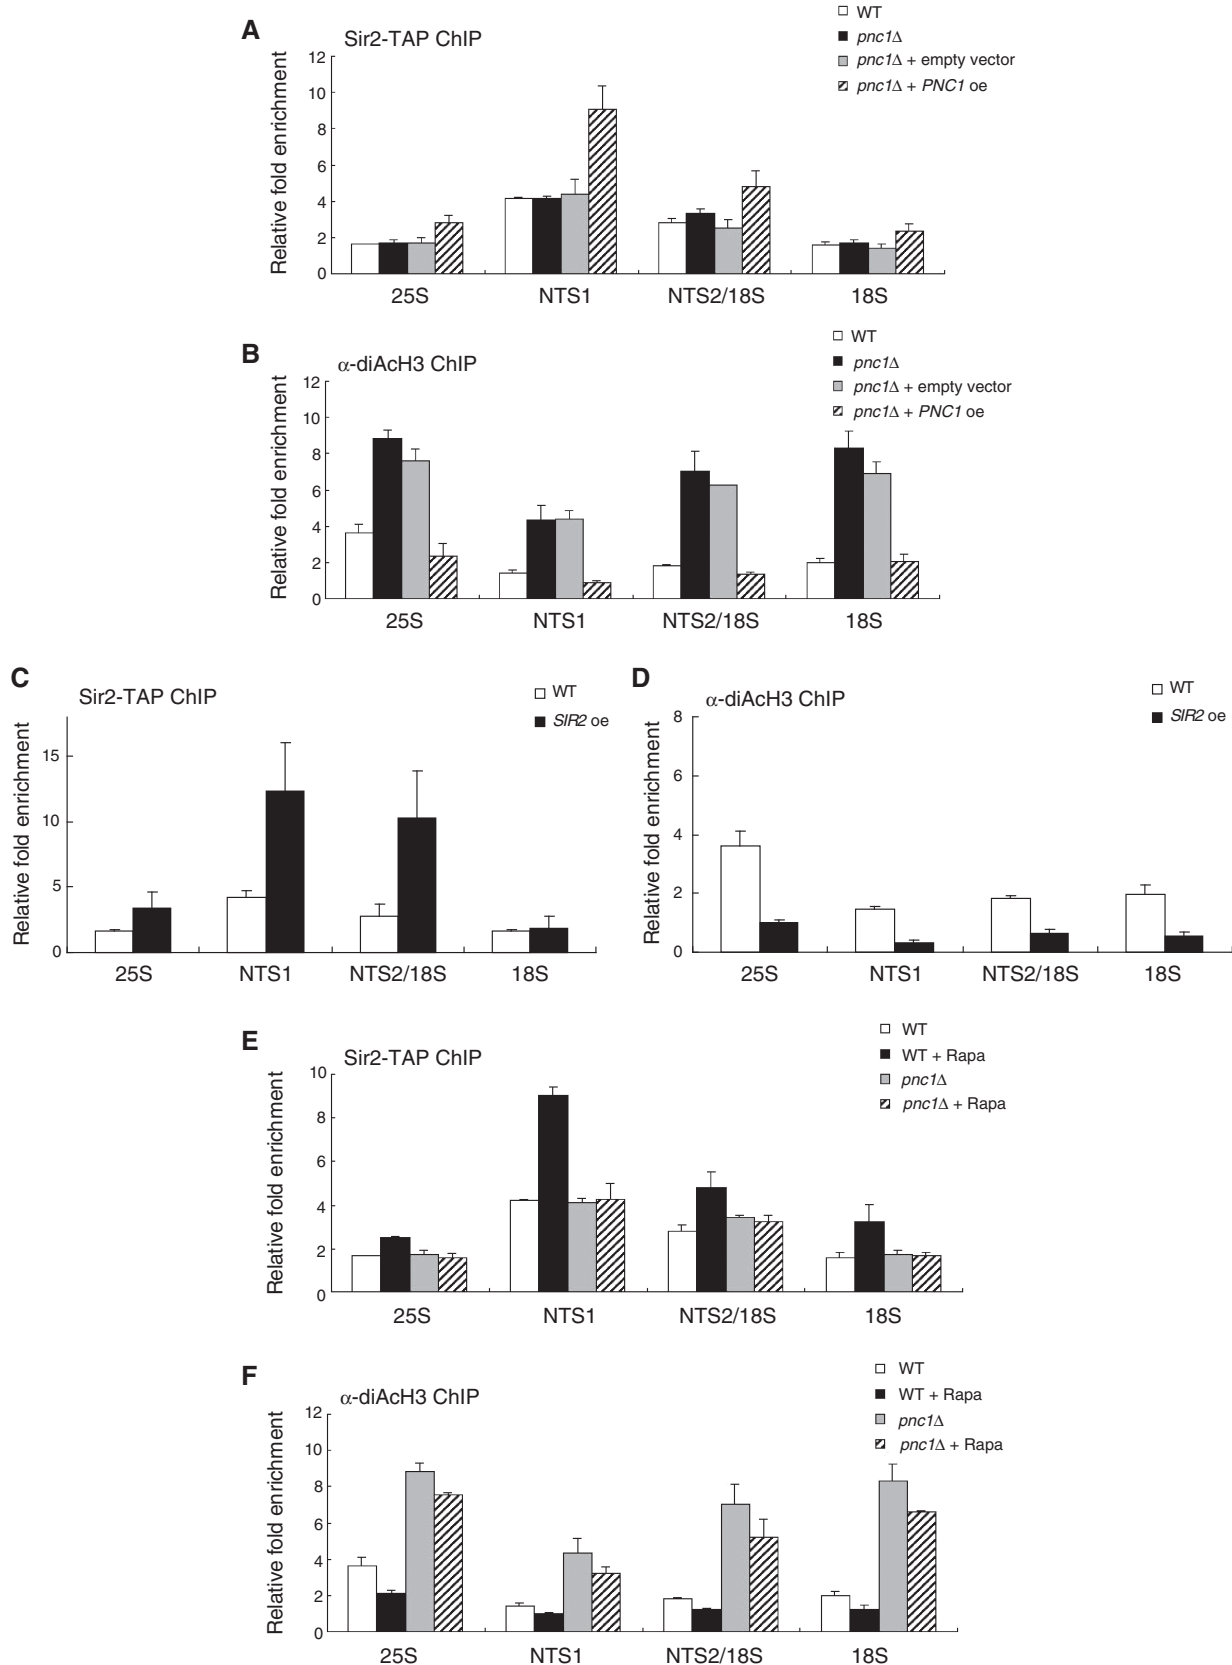 A
Sir2-TAP ChIP
WT
pnc1Δ
pnc1Δ + empty vector
pnc1Δ + PNC1 oe
Relative fold enrichment
12
10
8
6
4
2
0
25S NTS1 NTS2/18S 18S
B
α-diAcH3 ChIP
WT
pnc1Δ
pnc1Δ + empty vector
pnc1Δ + PNC1 oe
Relative fold enrichment
12
10
8
6
4
2
0
25S NTS1 NTS2/18S 18S
C
Sir2-TAP ChIP
WT
SIR2 oe
Relative fold enrichment
15
10
5
0
25S NTS1 NTS2/18S 18S
D
α-diAcH3 ChIP
WT
SIR2 oe
Relative fold enrichment
8
6
4
2
0
25S NTS1 NTS2/18S 18S
E
Sir2-TAP ChIP
WT
WT + Rapa
pnc1Δ
pnc1Δ + Rapa
Relative fold enrichment
10
8
6
4
2
0
25S NTS1 NTS2/18S 18S
F
α-diAcH3 ChIP
WT
WT + Rapa
pnc1Δ
pnc1Δ + Rapa
Relative fold enrichment
12
10
8
6
4
2
0
25S NTS1 NTS2/18S 18S